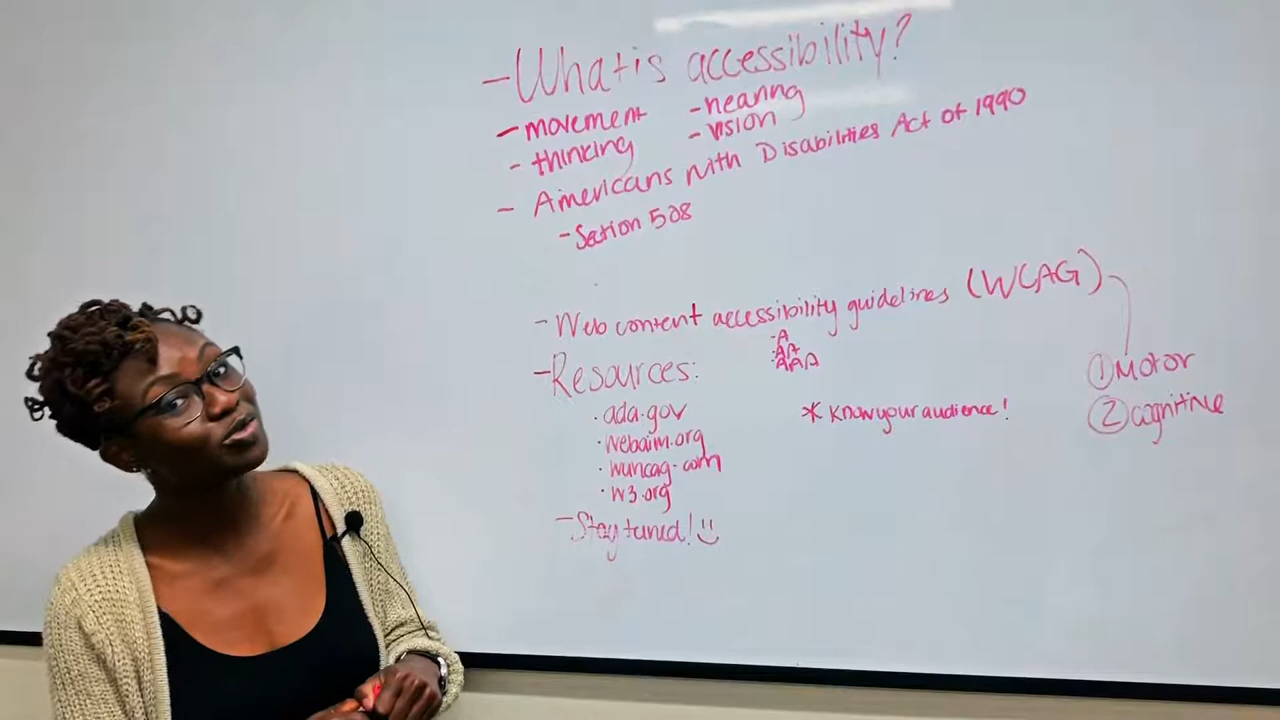 - What is accessibility?
- movement - hearing
- thinking - vision
- Americans with Disabilities Act of 1990
- Section 508
- Web content accessibility guidelines (WCAG)
- A
- AA
- AAA
- Resources:
① Motor
② cognitive
* Know your audience!
• ada.gov
• webaim.org
• wuhcag.com
• w3.org
- Stay tuned! :)